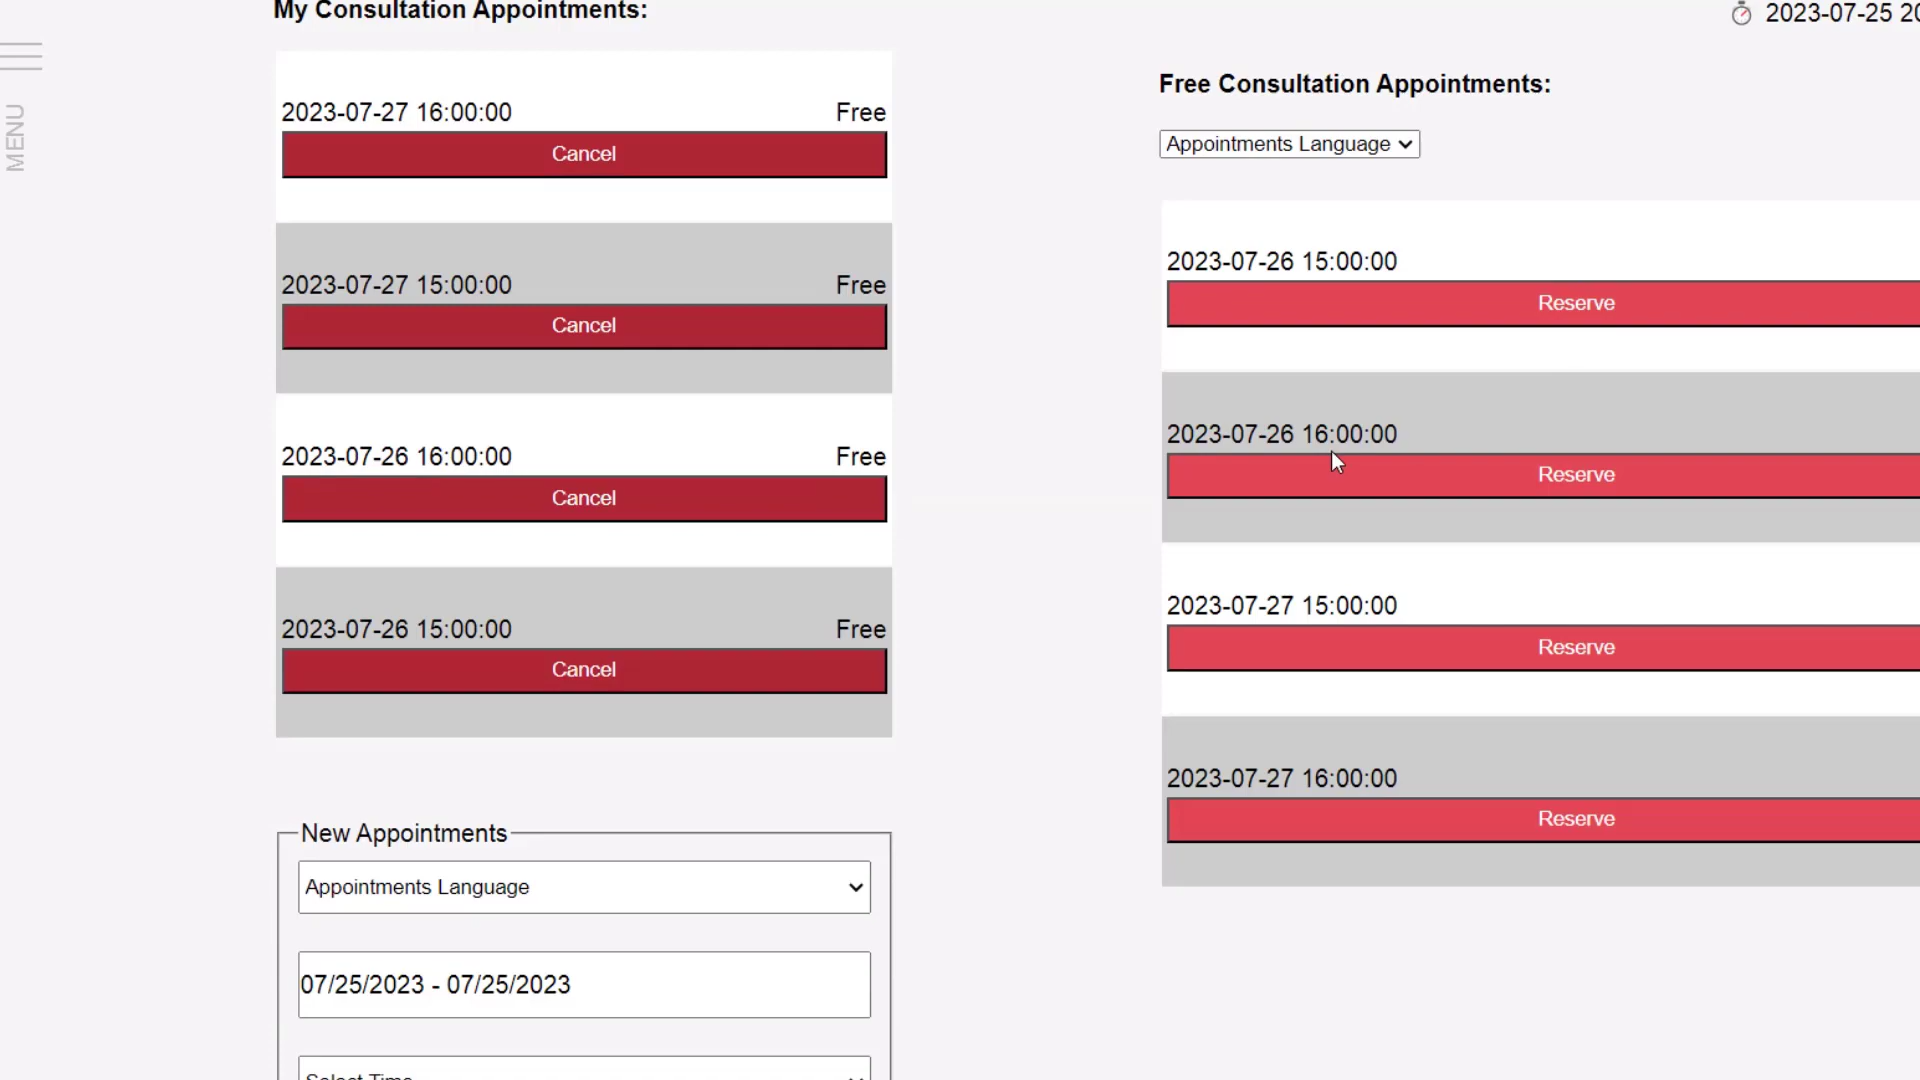 My Consultation Appointments:
2023-07-25 20
MENU
2023-07-27 16:00:00 Free
Cancel
2023-07-27 15:00:00 Free
Cancel
2023-07-26 16:00:00 Free
Cancel
2023-07-26 15:00:00 Free
Cancel
New Appointments
Appointments Language
07/25/2023 - 07/25/2023
Select Time
Free Consultation Appointments:
Appointments Language
2023-07-26 15:00:00
Reserve
2023-07-26 16:00:00
Reserve
2023-07-27 15:00:00
Reserve
2023-07-27 16:00:00
Reserve